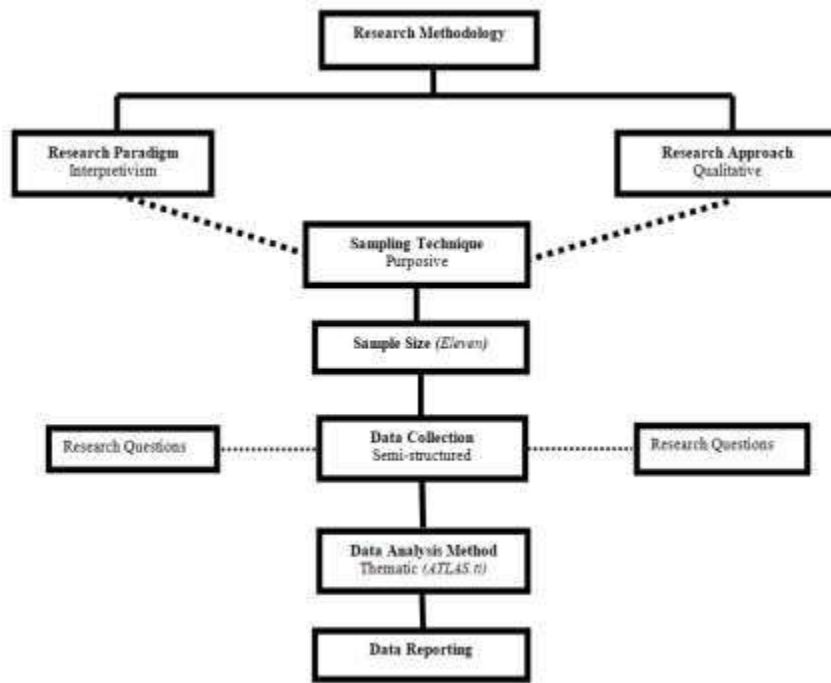 Research Methodology
Research Paradigm
Interpretivism
Research Approach
Qualitative
Sampling Technique
Purposive
Sample Size (Eleven)
Research Questions
Data Collection
Semi-structured
Research Questions
Data Analysis Method
Thematic (ATLAS.ti)
Data Reporting